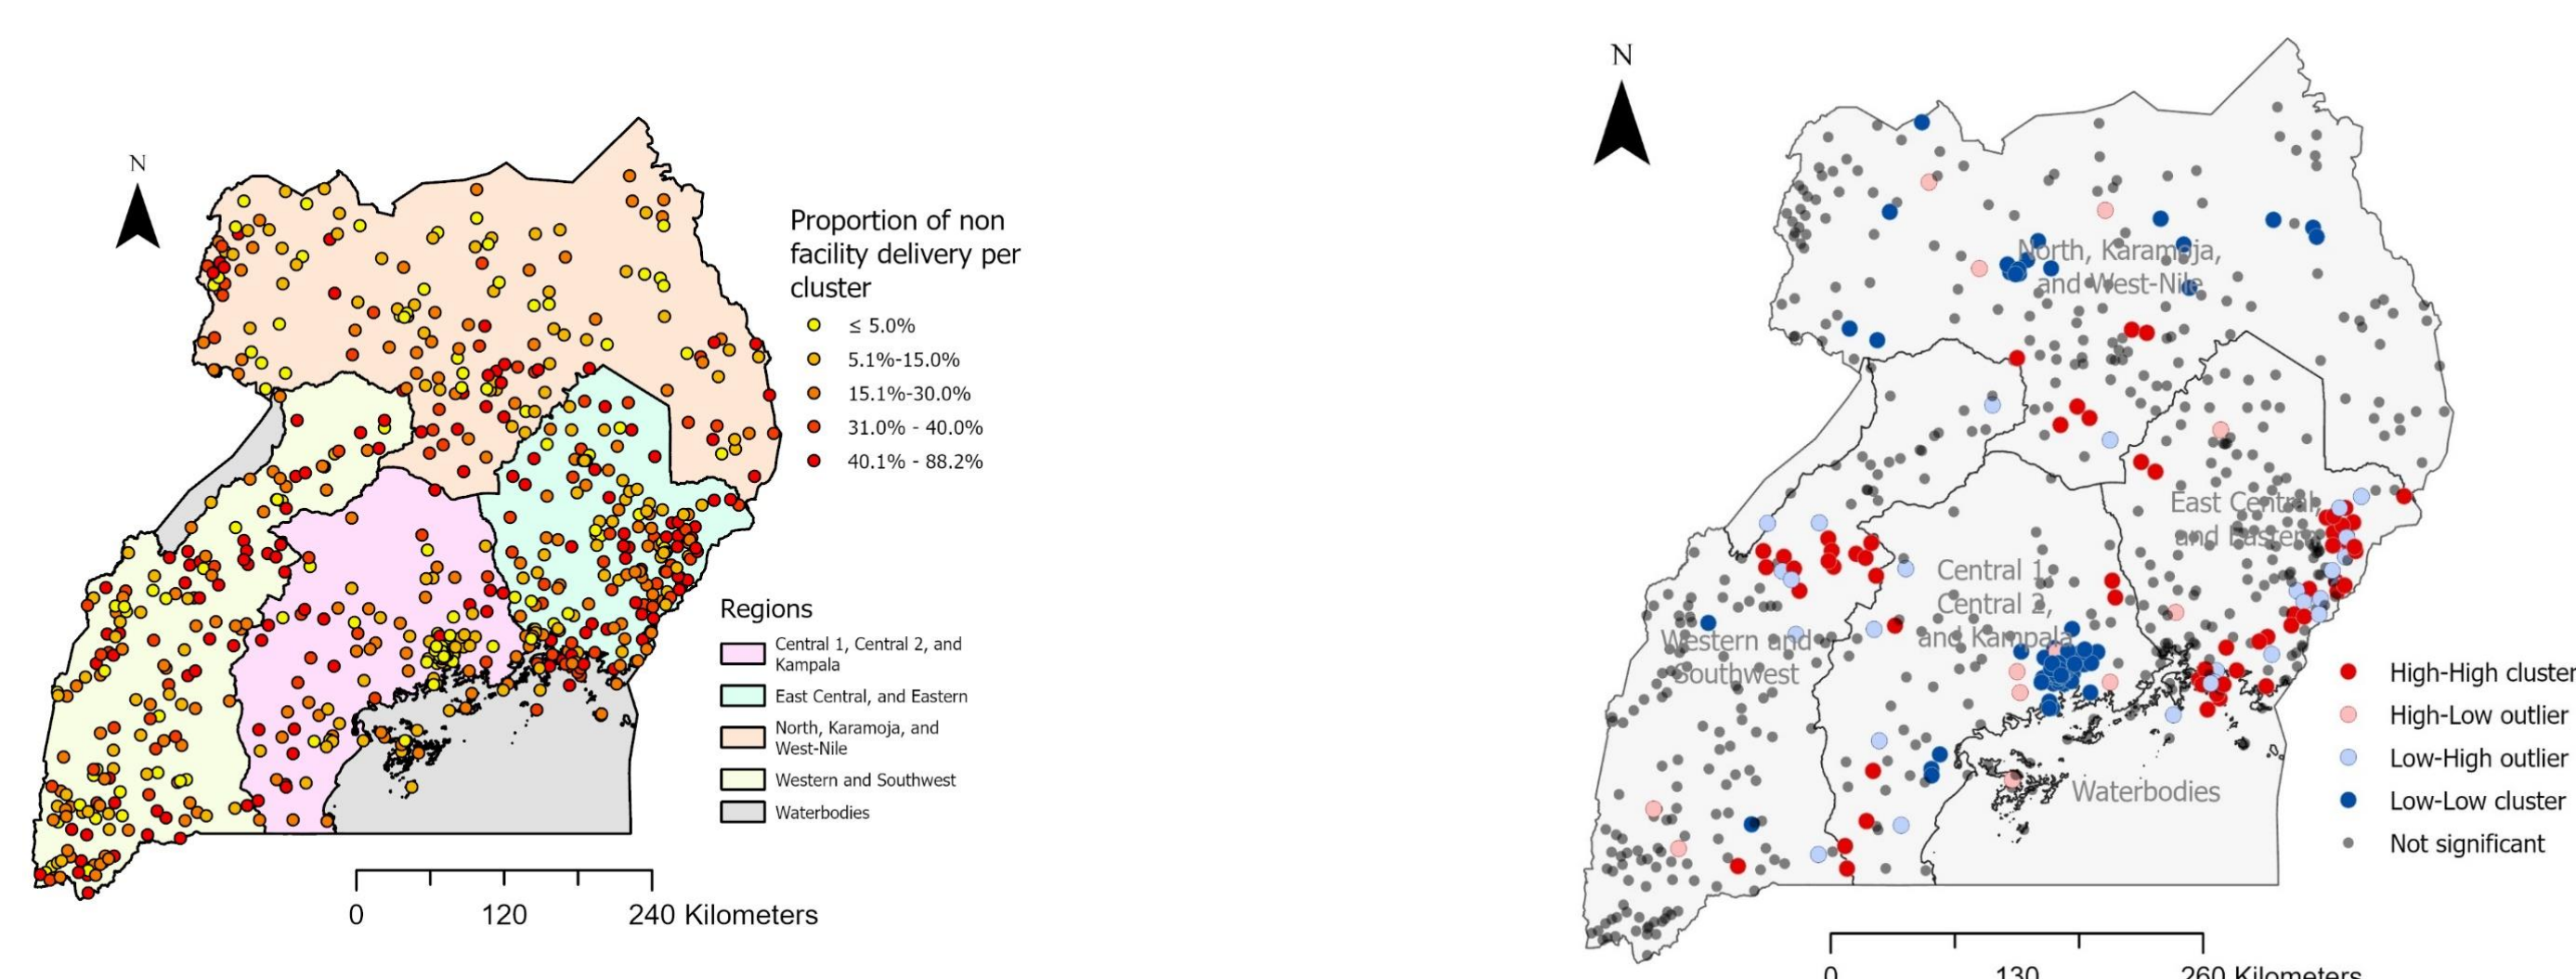 N
Proportion of non
facility delivery per
cluster
≤ 5.0%
5.1%-15.0%
15.1%-30.0%
31.0% - 40.0%
40.1% - 88.2%
Regions
Central 1, Central 2, and
Kampala
East Central, and Eastern
North, Karamoja, and
West-Nile
Western and Southwest
Waterbodies
0 120 240 Kilometers
N
North, Karamoja,
and West-Nile
East Central,
and Eastern
Central 1,
Central 2,
and Kampala
Western and
Southwest
Waterbodies
High-High cluster
High-Low outlier
Low-High outlier
Low-Low cluster
Not significant
0 130 260 Kilometers